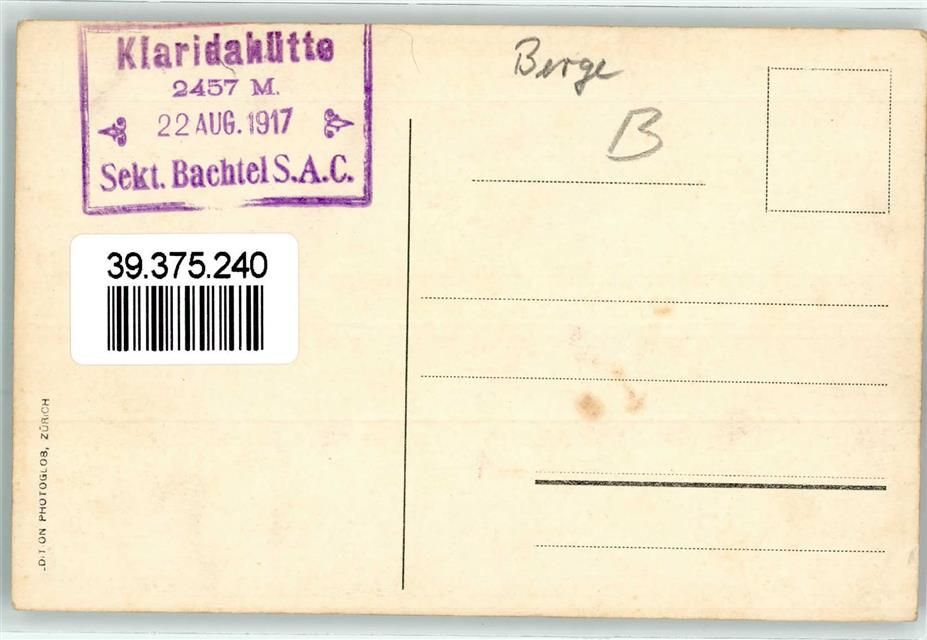 Klaridahütte
2457 M.
22 AUG. 1917
Sekt. Bachtel S.A.C.
Berge
B
39.375.240
EDITION PHOTOGLOB, ZÜRICH